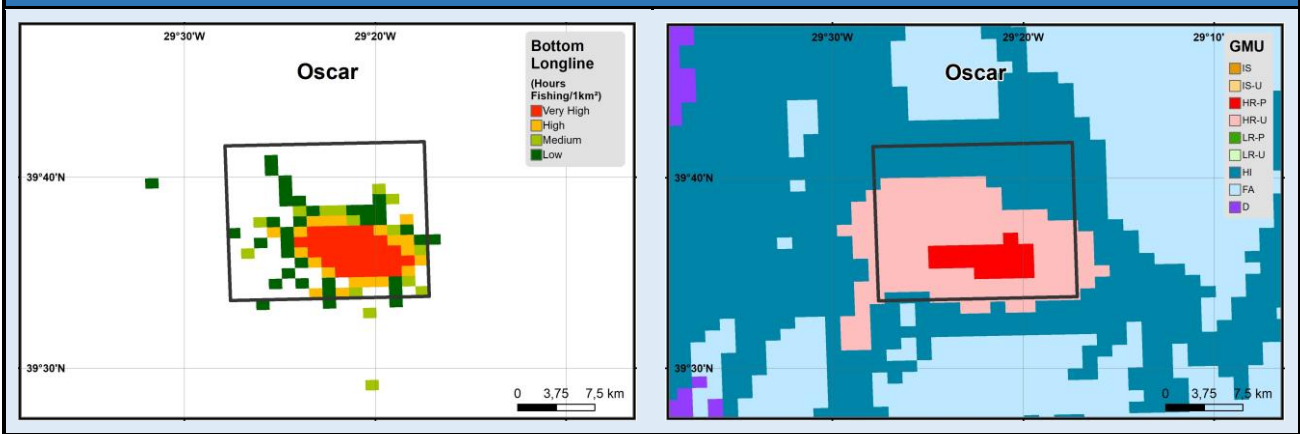 29°30'W
29°20'W
Oscar
Bottom
Longline
(Hours
Fishing/1km²)
Very High
High
Medium
Low
39°40'N
39°30'N
0 3,75 7,5 km
29°30'W
29°20'W
29°10'
Oscar
GMU
IS
IS-U
HR-P
HR-U
LR-P
LR-U
HI
FA
D
39°40'N
39°30'N
0 3,75 7,5 km